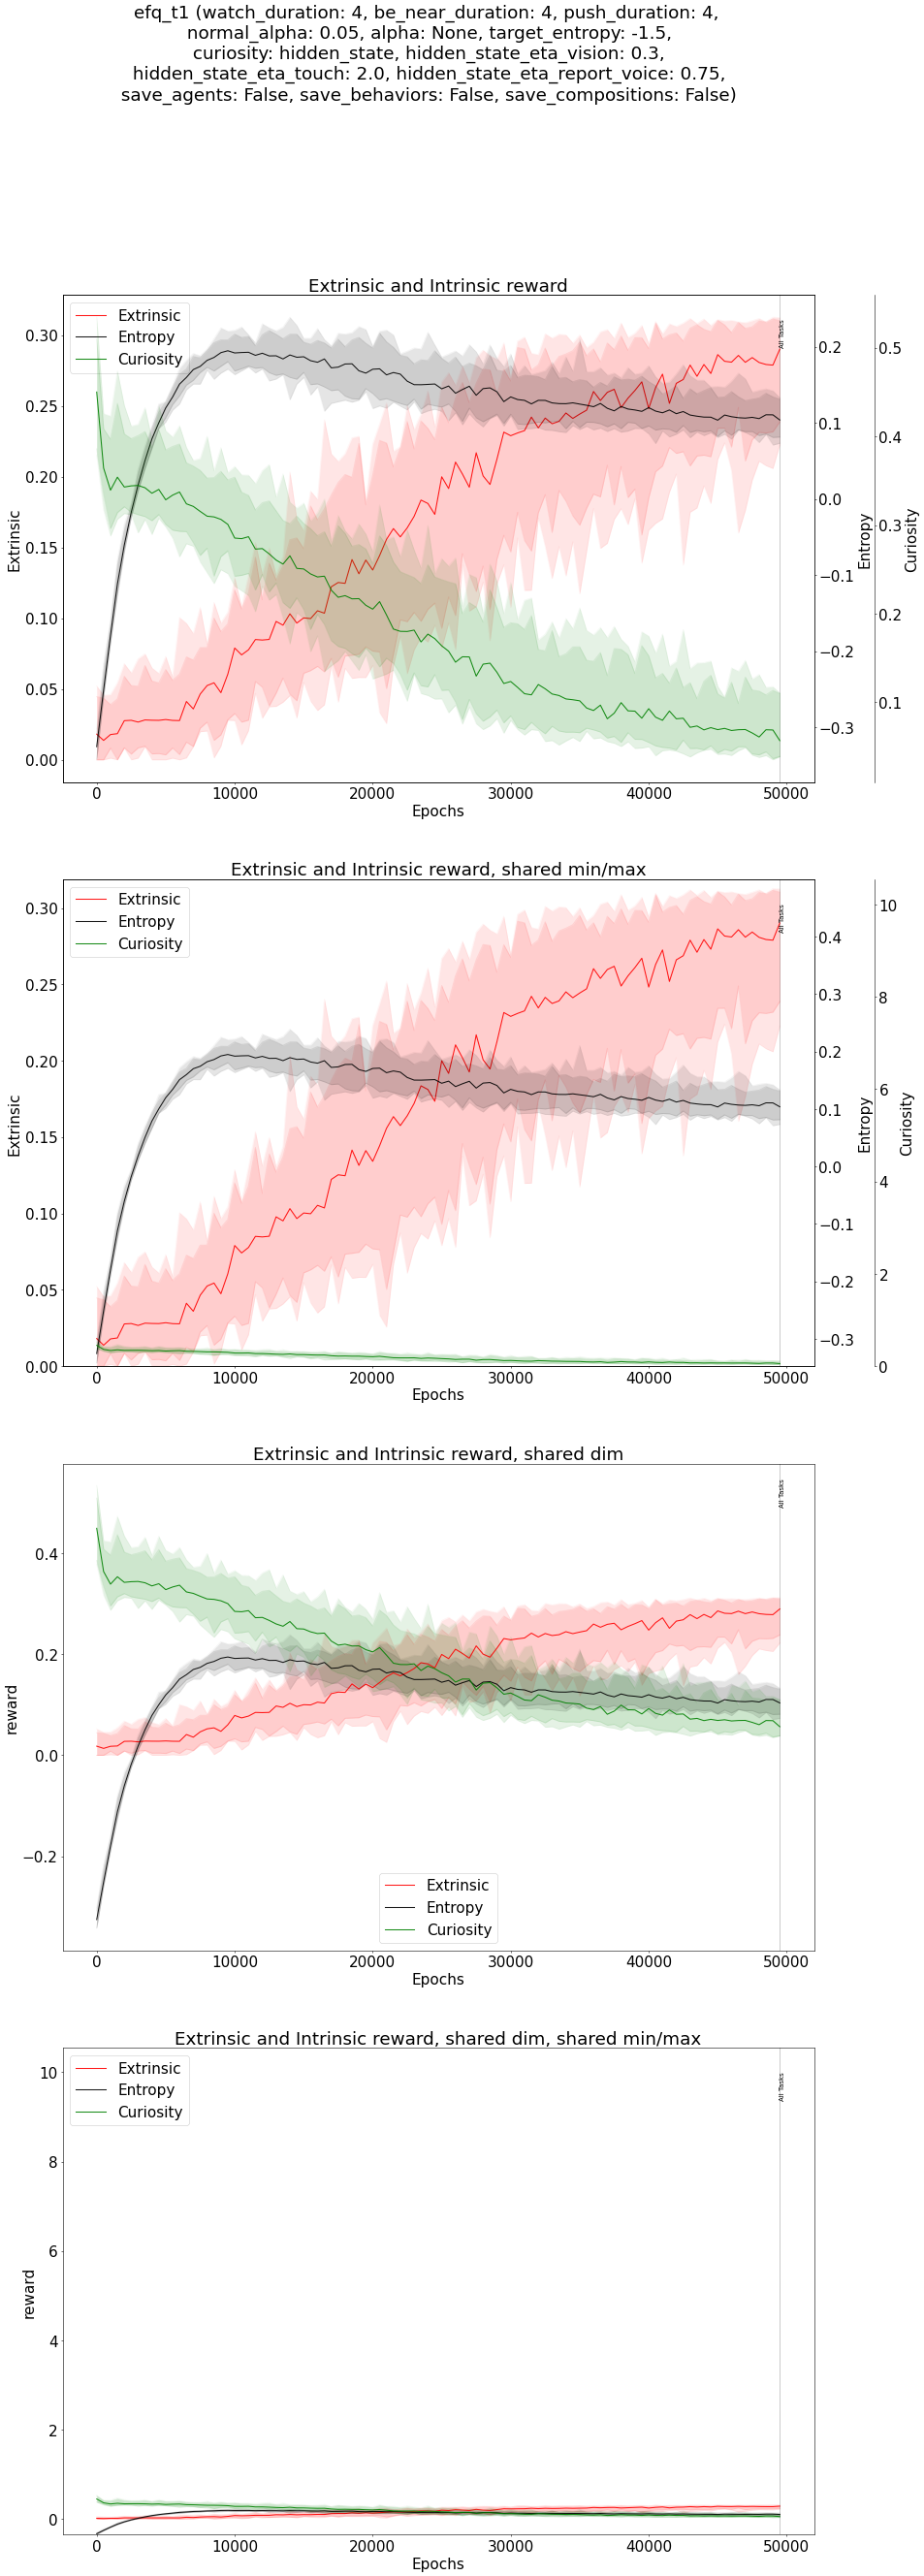 efq_t1 (watch_duration: 4, be_near_duration: 4, push_duration: 4,
normal_alpha: 0.05, alpha: None, target_entropy: -1.5,
curiosity: hidden_state, hidden_state_eta_vision: 0.3,
hidden_state_eta_touch: 2.0, hidden_state_eta_report_voice: 0.75,
save_agents: False, save_behaviors: False, save_compositions: False)
Extrinsic and Intrinsic reward
Extrinsic
Entropy
Curiosity
All Tasks
0.30
0.25
0.20
0.15
0.10
0.05
0.00
Extrinsic
0.2
0.1
0.0
−0.1
−0.2
−0.3
Entropy
0.5
0.4
0.3
0.2
0.1
Curiosity
0 10000 20000 30000 40000 50000
Epochs
Extrinsic and Intrinsic reward, shared min/max
Extrinsic
Entropy
Curiosity
All Tasks
0.30
0.25
0.20
0.15
0.10
0.05
0.00
Extrinsic
0.4
0.3
0.2
0.1
0.0
−0.1
−0.2
−0.3
Entropy
10
8
6
4
2
0
Curiosity
0 10000 20000 30000 40000 50000
Epochs
Extrinsic and Intrinsic reward, shared dim
All Tasks
0.4
0.2
0.0
−0.2
reward
Extrinsic
Entropy
Curiosity
0 10000 20000 30000 40000 50000
Epochs
Extrinsic and Intrinsic reward, shared dim, shared min/max
Extrinsic
Entropy
Curiosity
All Tasks
10
8
6
4
2
0
reward
0 10000 20000 30000 40000 50000
Epochs